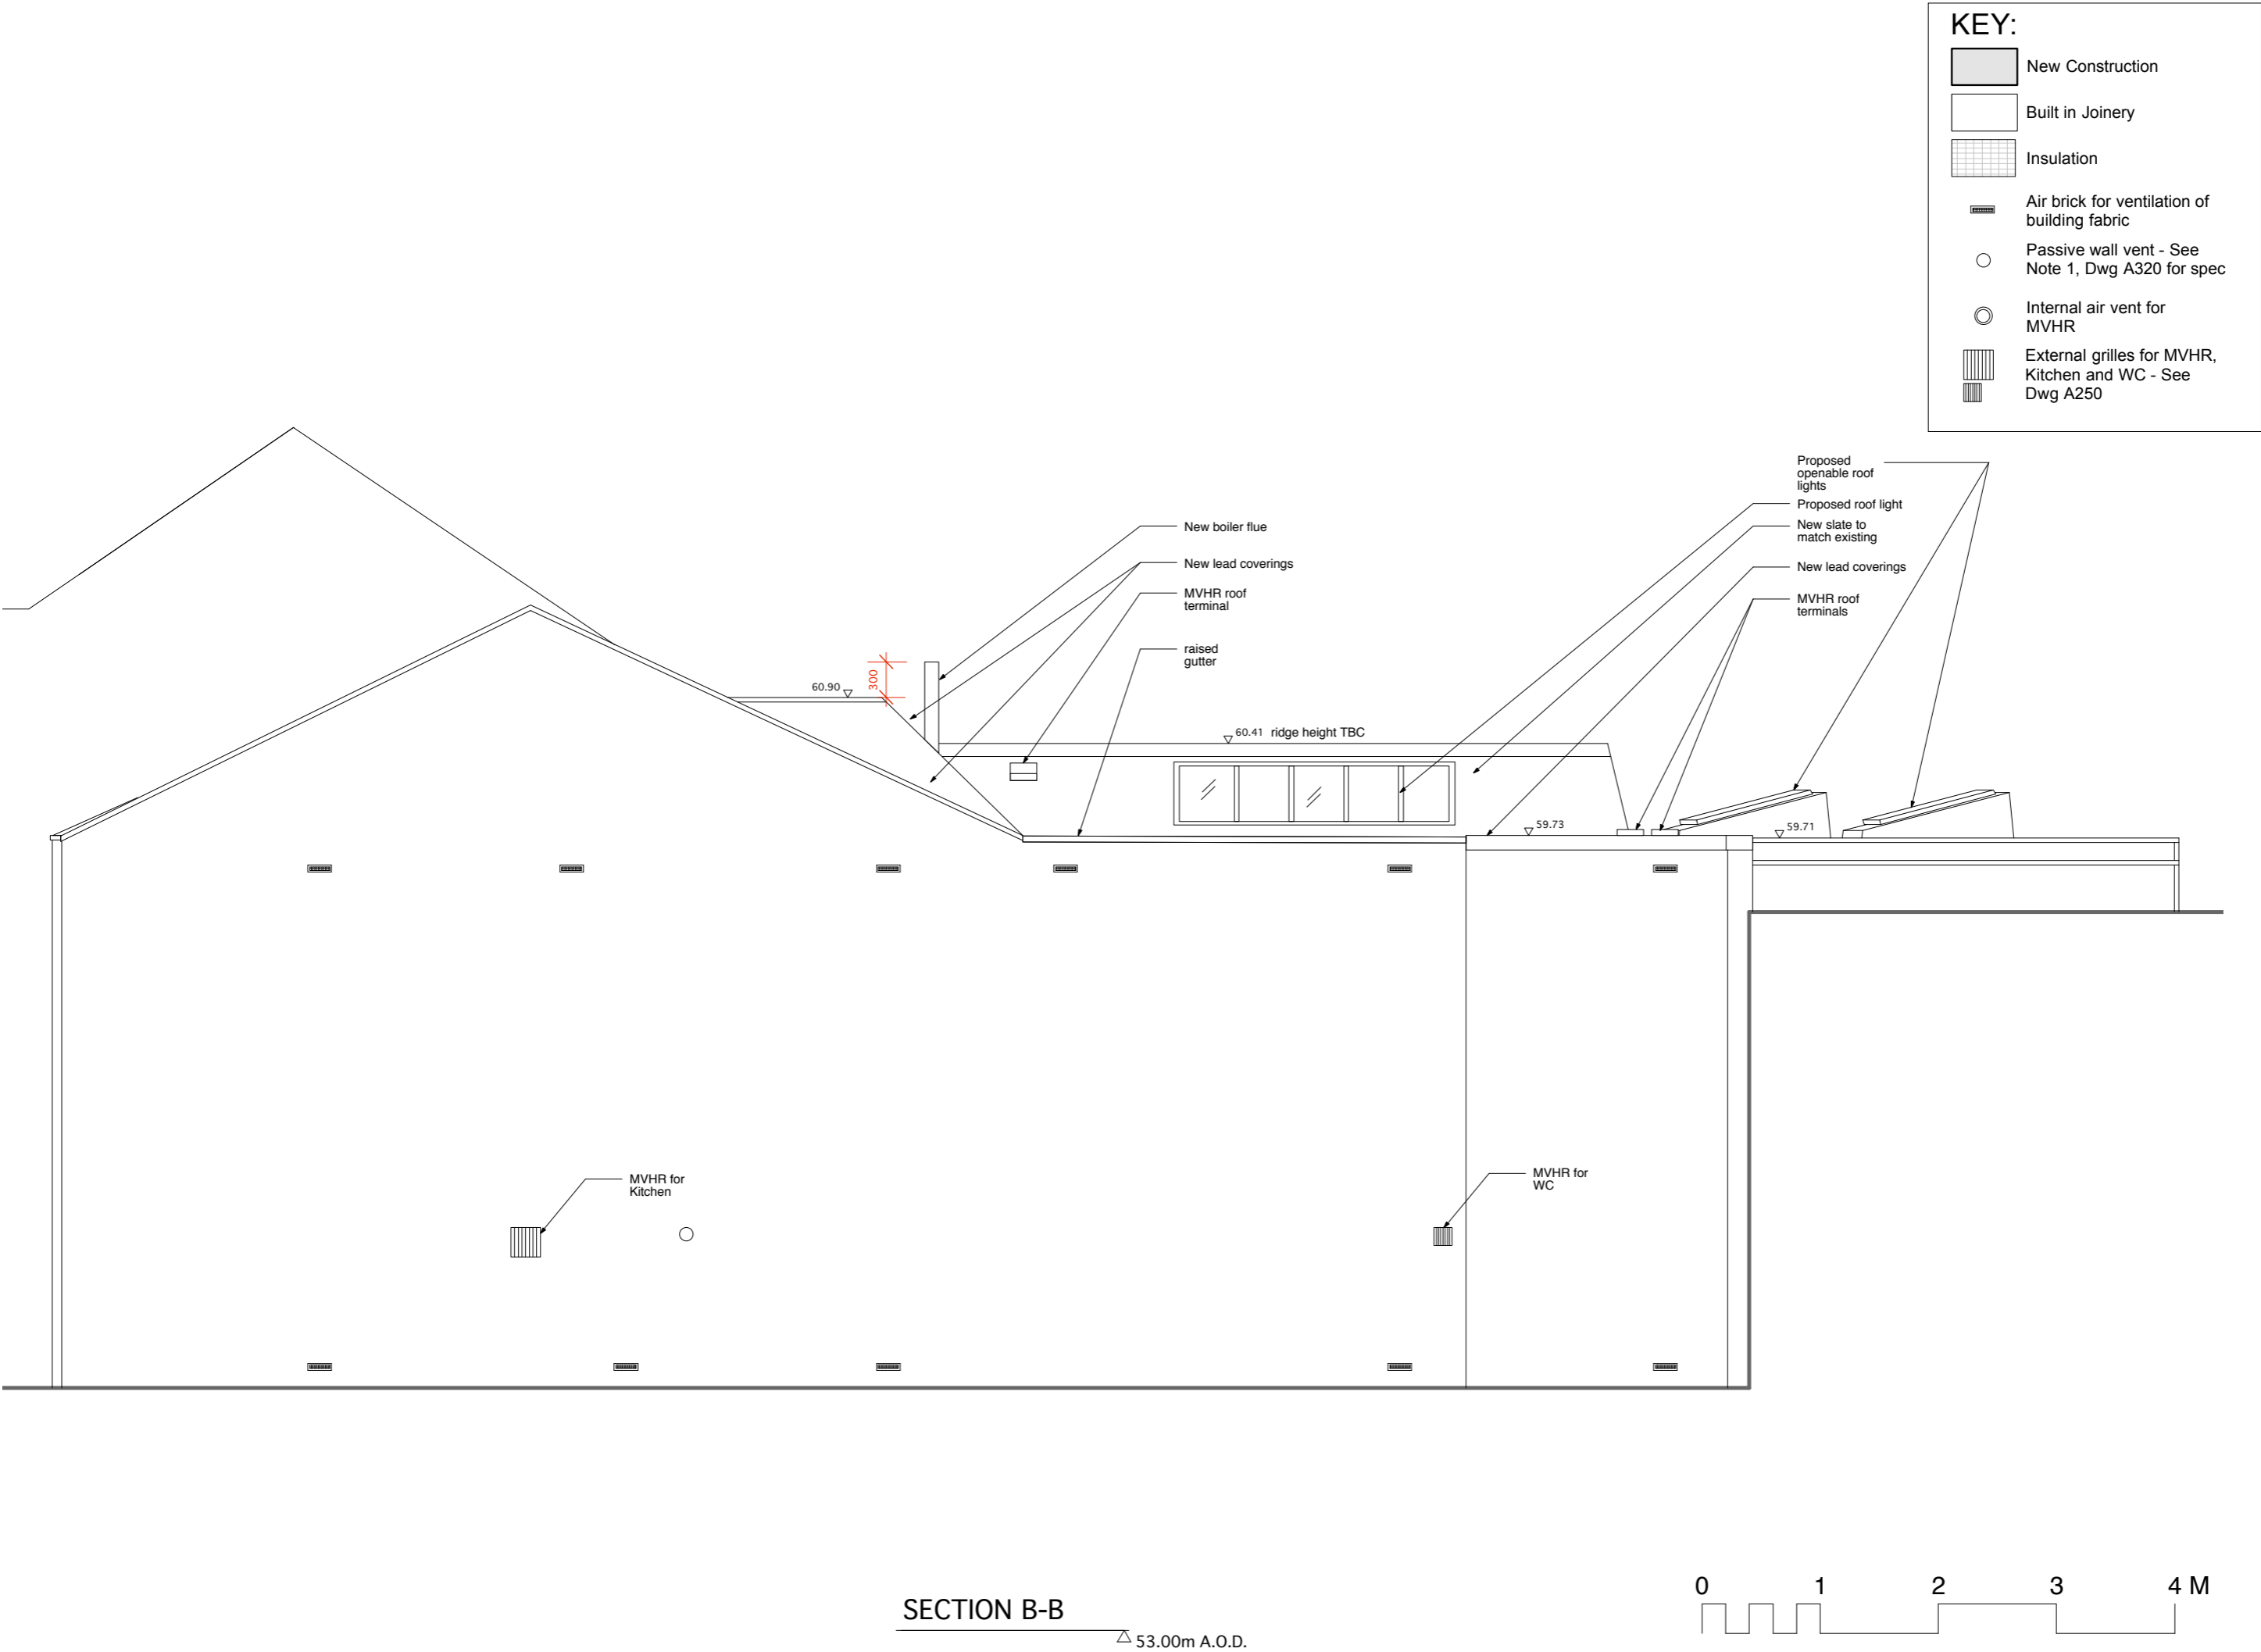 KEY:
New Construction
Built in Joinery
Insulation
Air brick for ventilation of
building fabric
Passive wall vent - See
Note 1, Dwg A320 for spec
Internal air vent for
MVHR
External grilles for MVHR,
Kitchen and WC - See
Dwg A250
Proposed
openable roof
lights
Proposed roof light
New slate to
match existing
New lead coverings
MVHR roof
terminals
New boiler flue
New lead coverings
MVHR roof
terminal
raised
gutter
300
60.90
60.41 ridge height TBC
59.73
59.71
MVHR for
Kitchen
MVHR for
WC
SECTION B-B
53.00m A.O.D.
0 1 2 3 4 M